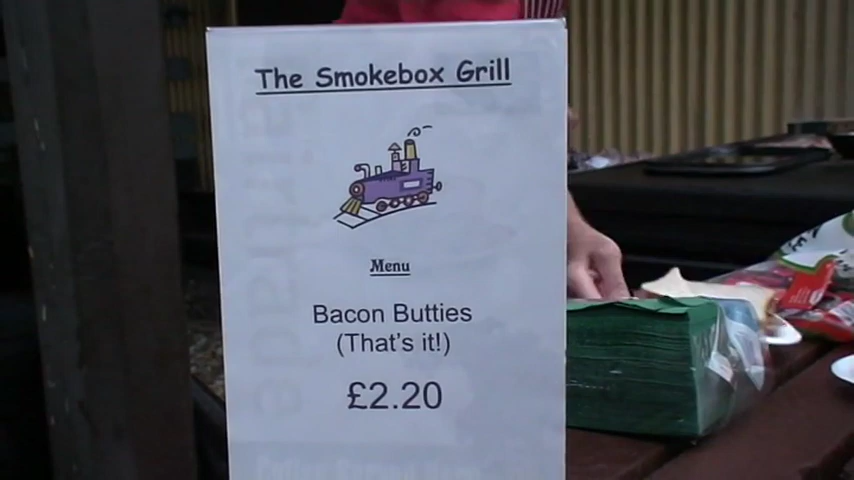 The Smokebox Grill
Menu
Bacon Butties
(That's it!)
£2.20